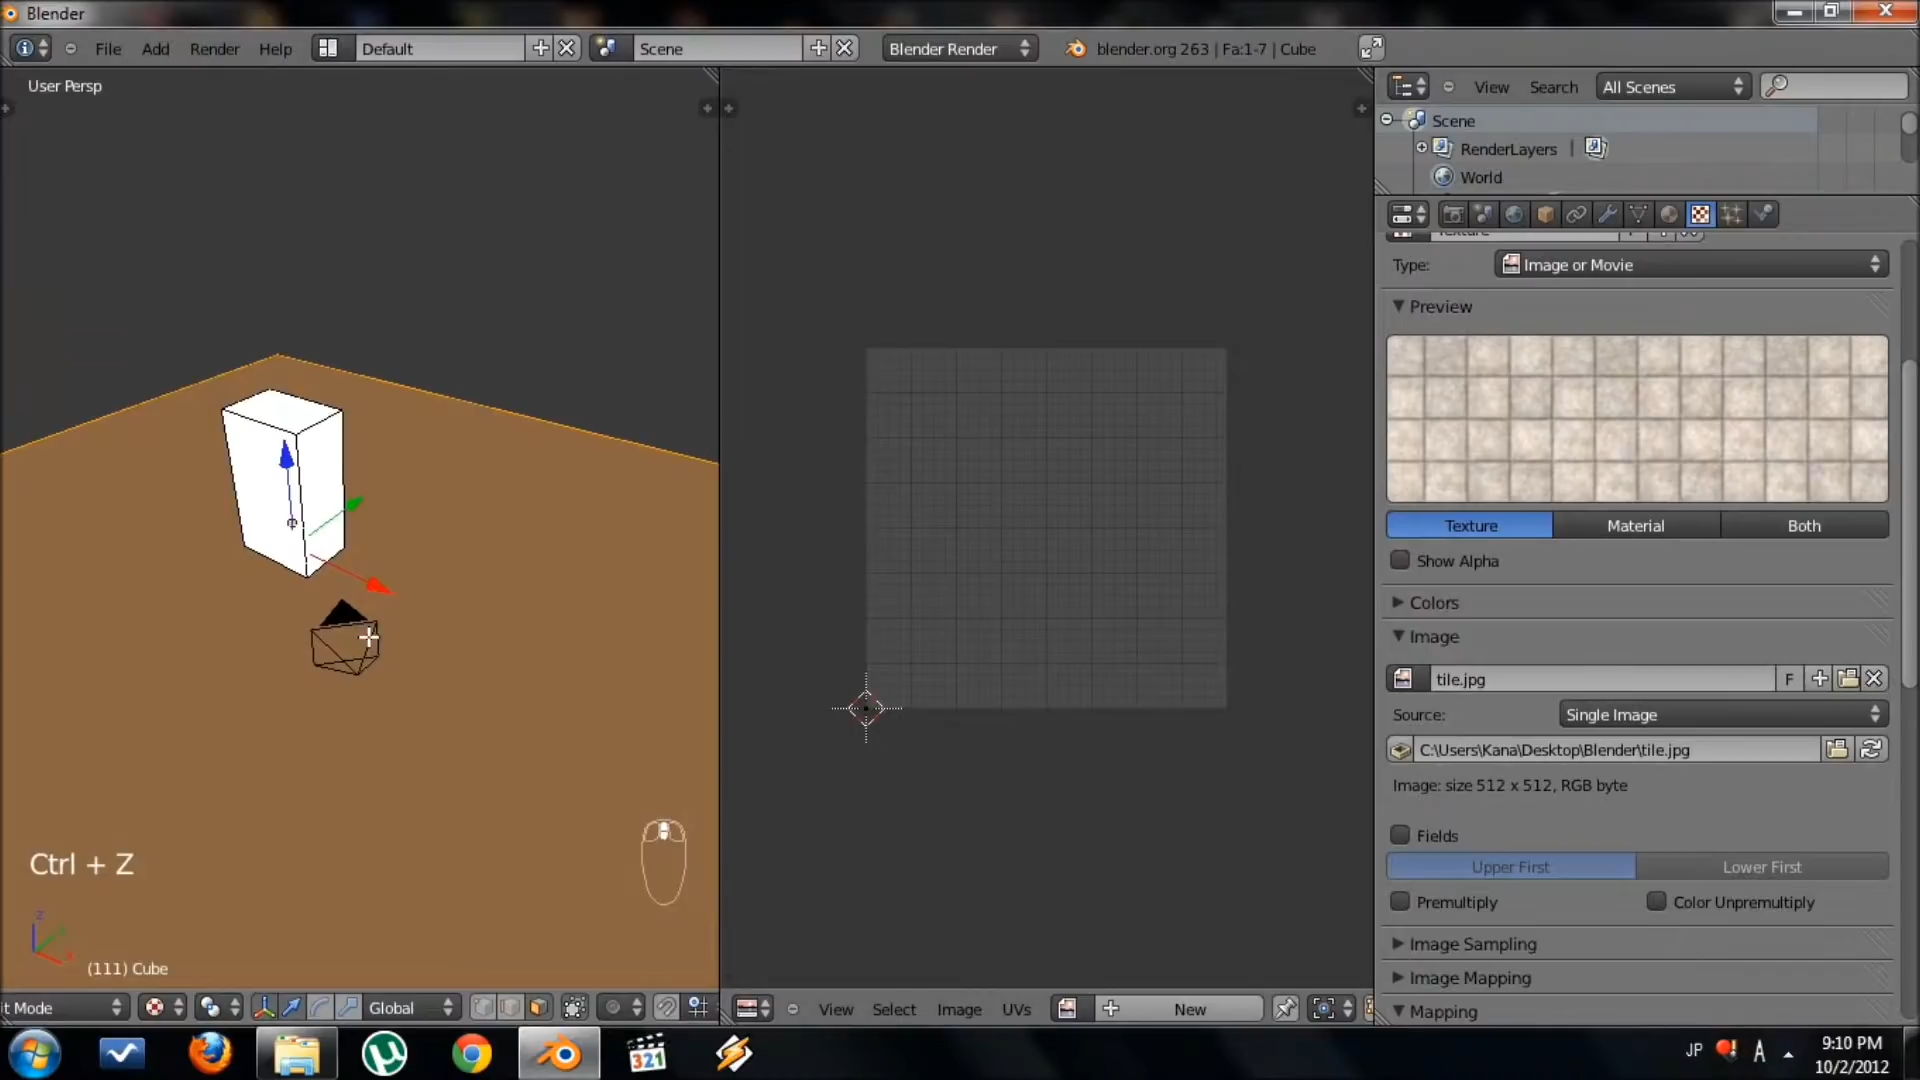 Blender
File Add Render Help Default Scene Blender Render blender.org 263 | Fa:1-7 | Cube
User Persp
View Search All Scenes
Scene
RenderLayers |
World
Type: Image or Movie
Preview
Texture Material Both
Show Alpha
Colors
Image
tile.jpg F
Source: Single Image
C:\Users\Kana\Desktop\Blender\tile.jpg
Image: size 512 x 512, RGB byte
Fields
Upper First Lower First
Premultiply Color Unpremultiply
Image Sampling
Image Mapping
Mapping
Ctrl + Z
z
x
(111) Cube
it Mode Global
View Select Image UVs New
321
JP A 9:10 PM
10/2/2012